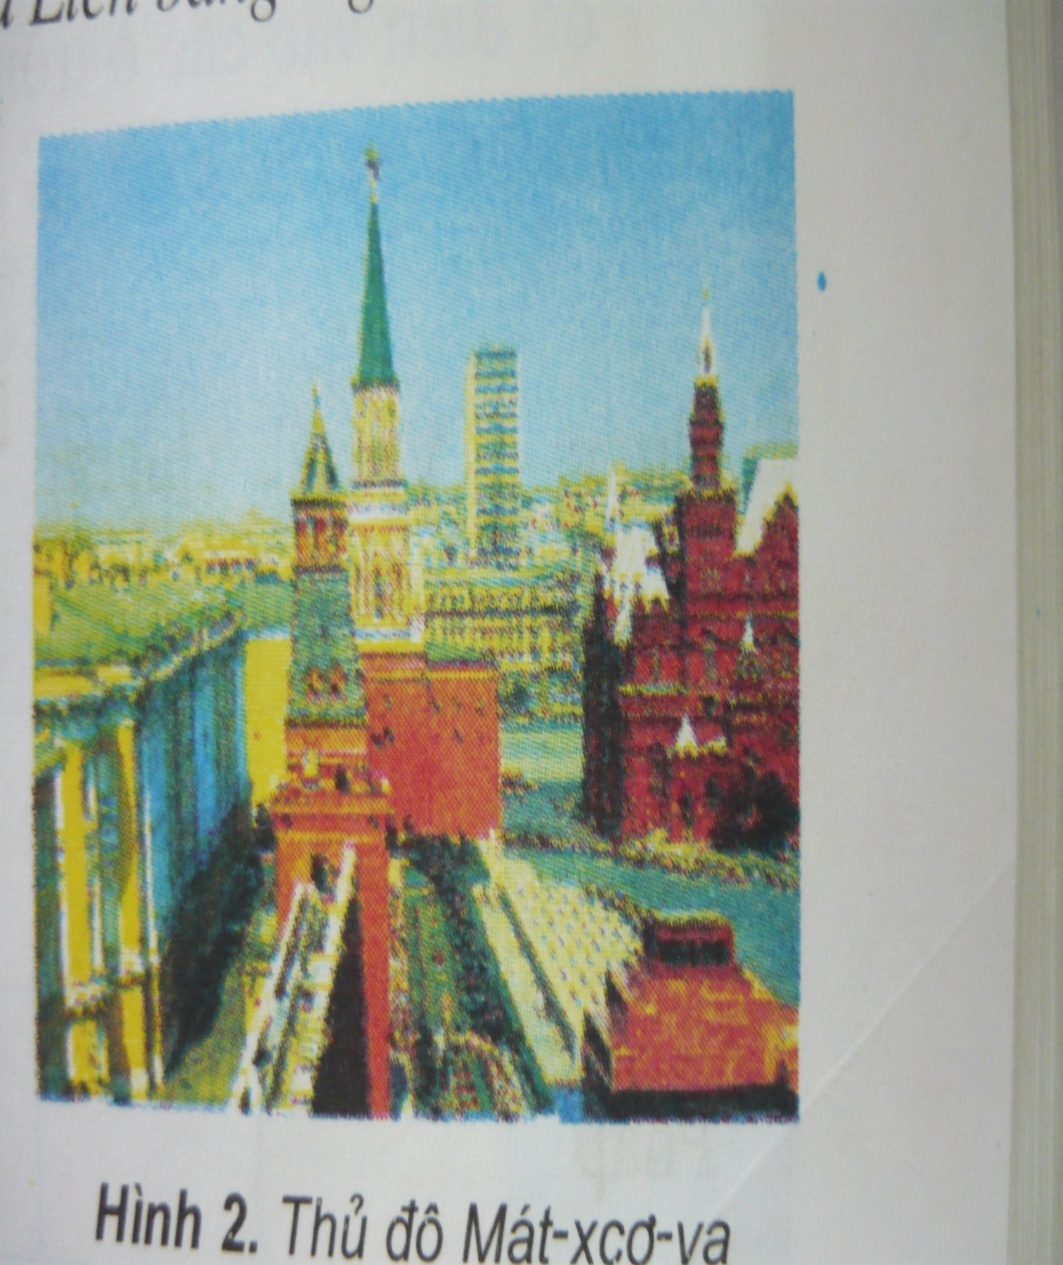 Hình 2. Thủ đô Mát-xcơ-va